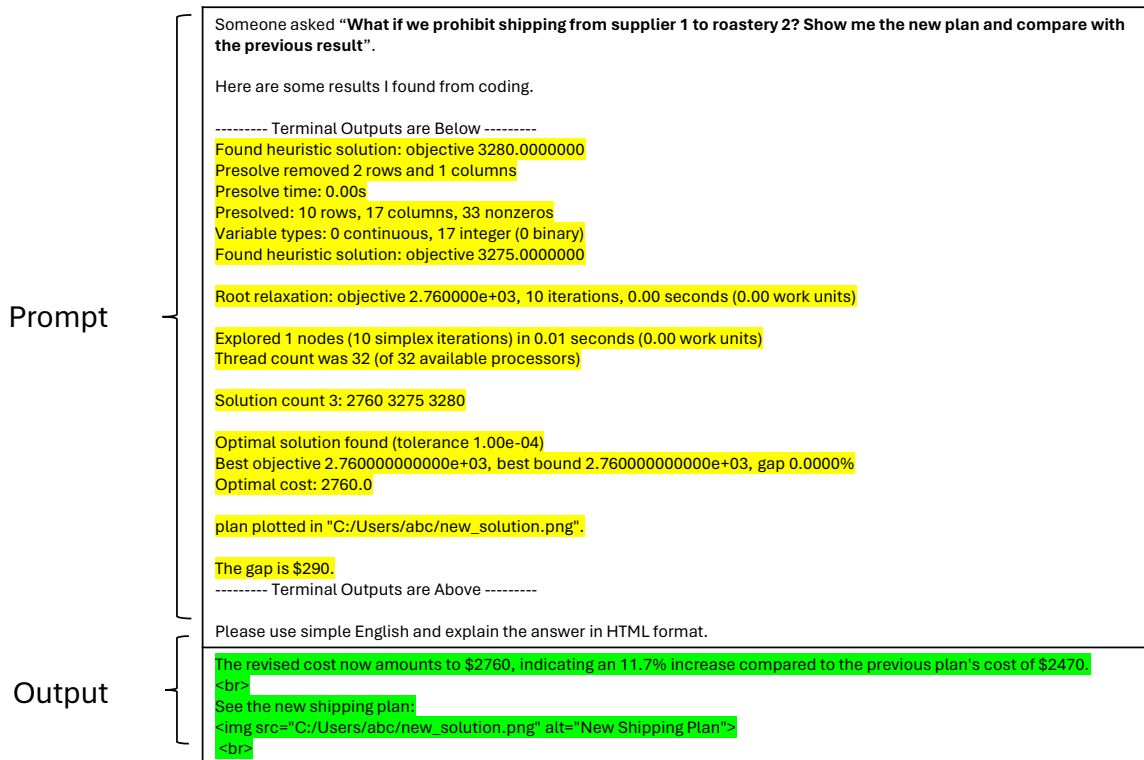 Someone asked “What if we prohibit shipping from supplier 1 to roastery 2? Show me the new plan and compare with
the previous result”.
Here are some results I found from coding.
--------- Terminal Outputs are Below ---------
Found heuristic solution: objective 3280.0000000
Presolve removed 2 rows and 1 columns
Presolve time: 0.00s
Presolved: 10 rows, 17 columns, 33 nonzeros
Variable types: 0 continuous, 17 integer (0 binary)
Found heuristic solution: objective 3275.0000000
Root relaxation: objective 2.760000e+03, 10 iterations, 0.00 seconds (0.00 work units)
Prompt
Explored 1 nodes (10 simplex iterations) in 0.01 seconds (0.00 work units)
Thread count was 32 (of 32 available processors)
Solution count 3: 2760 3275 3280
Optimal solution found (tolerance 1.00e-04)
Best objective 2.760000000000e+03, best bound 2.760000000000e+03, gap 0.0000%
Optimal cost: 2760.0
plan plotted in "C:/Users/abc/new_solution.png".
The gap is $290.
--------- Terminal Outputs are Above ---------
Please use simple English and explain the answer in HTML format.
The revised cost now amounts to $2760, indicating an 11.7% increase compared to the previous plan's cost of $2470.
<br>
Output
See the new shipping plan:
<img src="C:/Users/abc/new_solution.png" alt="New Shipping Plan">
<br>